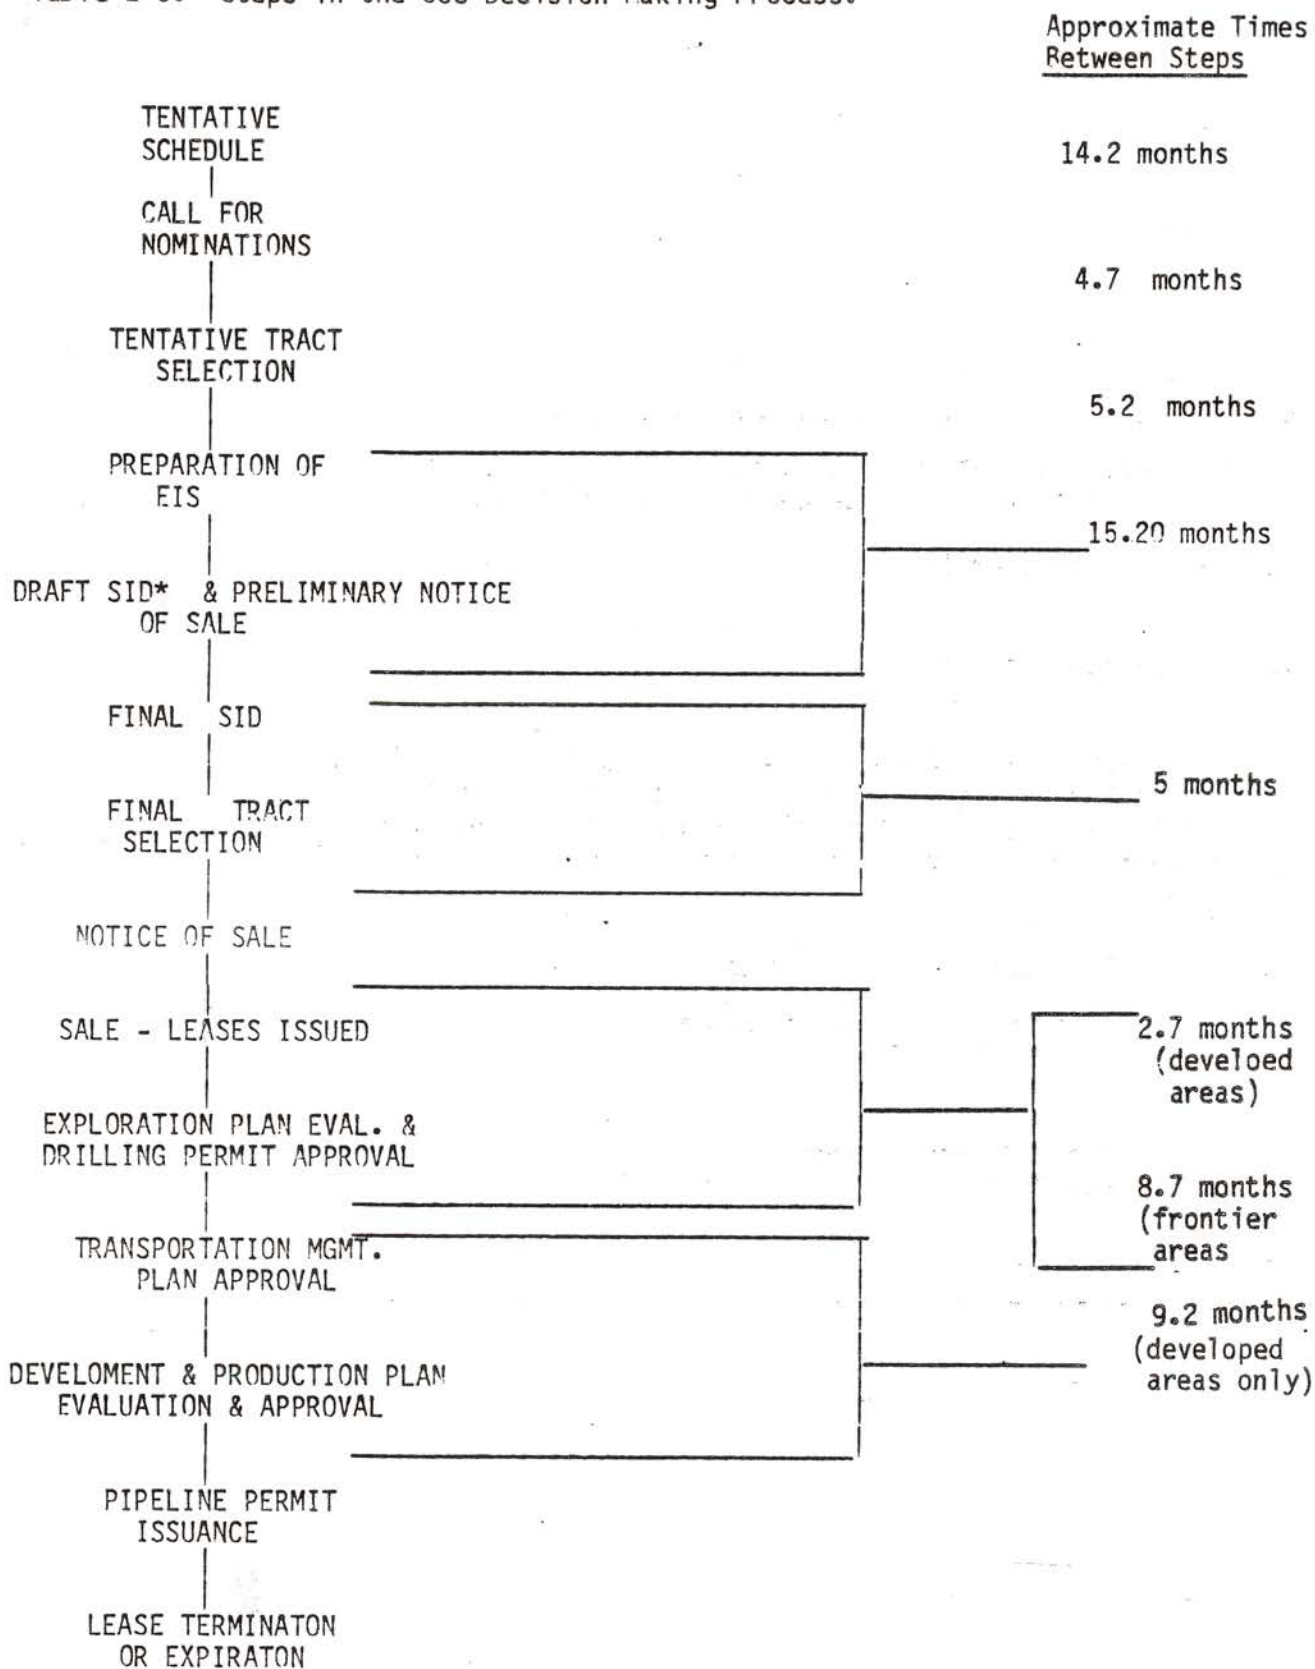 Approximate Times
Between Steps
TENTATIVE
SCHEDULE
14.2 months
CALL FOR
NOMINATIONS
4.7 months
TENTATIVE TRACT
SELECTION
5.2 months
PREPARATION OF
EIS
15.20 months
DRAFT SID* & PRELIMINARY NOTICE
OF SALE
FINAL SID
5 months
FINAL TRACT
SELECTION
NOTICE OF SALE
SALE - LEASES ISSUED
2.7 months
(develoed
areas)
EXPLORATION PLAN EVAL. &
DRILLING PERMIT APPROVAL
8.7 months
(frontier
areas
TRANSPORTATION MGMT.
PLAN APPROVAL
9.2 months
(developed
areas only)
DEVELOMENT & PRODUCTION PLAN
EVALUATION & APPROVAL
PIPELINE PERMIT
ISSUANCE
LEASE TERMINATON
OR EXPIRATON